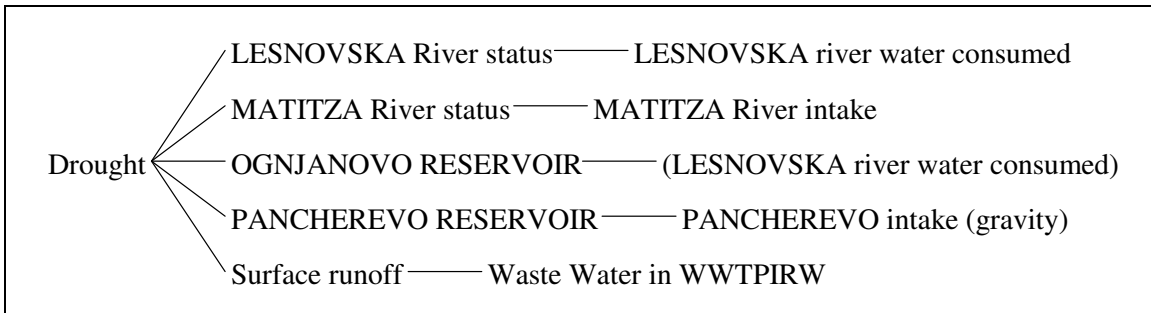 LESNOVSKA River status LESNOVSKA river water consumed
MATITZA River status MATITZA River intake
Drought OGNJANOVO RESERVOIR (LESNOVSKA river water consumed)
PANCHEREVO RESERVOIR PANCHEREVO intake (gravity)
Surface runoff Waste Water in WWTPIRW